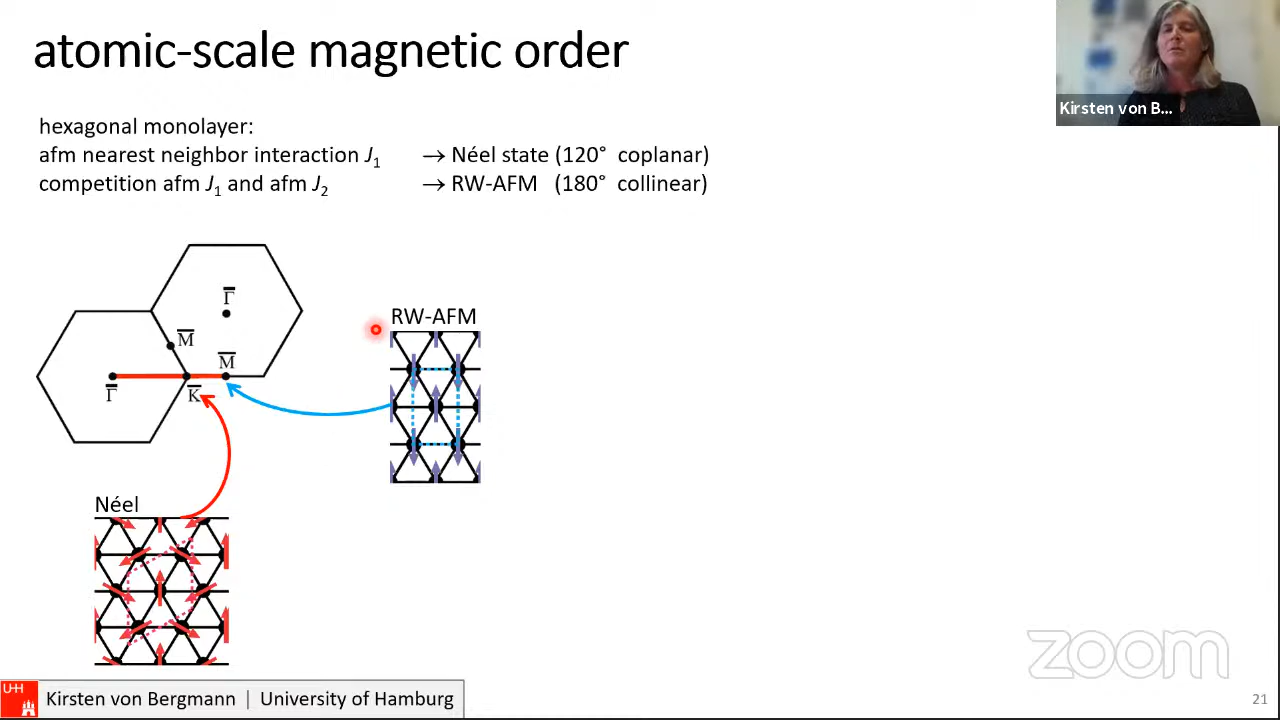 atomic-scale magnetic order
Kirsten von B...
hexagonal monolayer:
afm nearest neighbor interaction J1 → Néel state (120° coplanar)
competition afm J1 and afm J2 → RW-AFM (180° collinear)
Γ̅
M̅
M̅
Γ̅
K̅
RW-AFM
Néel
zoom
UHH
Kirsten von Bergmann | University of Hamburg
21